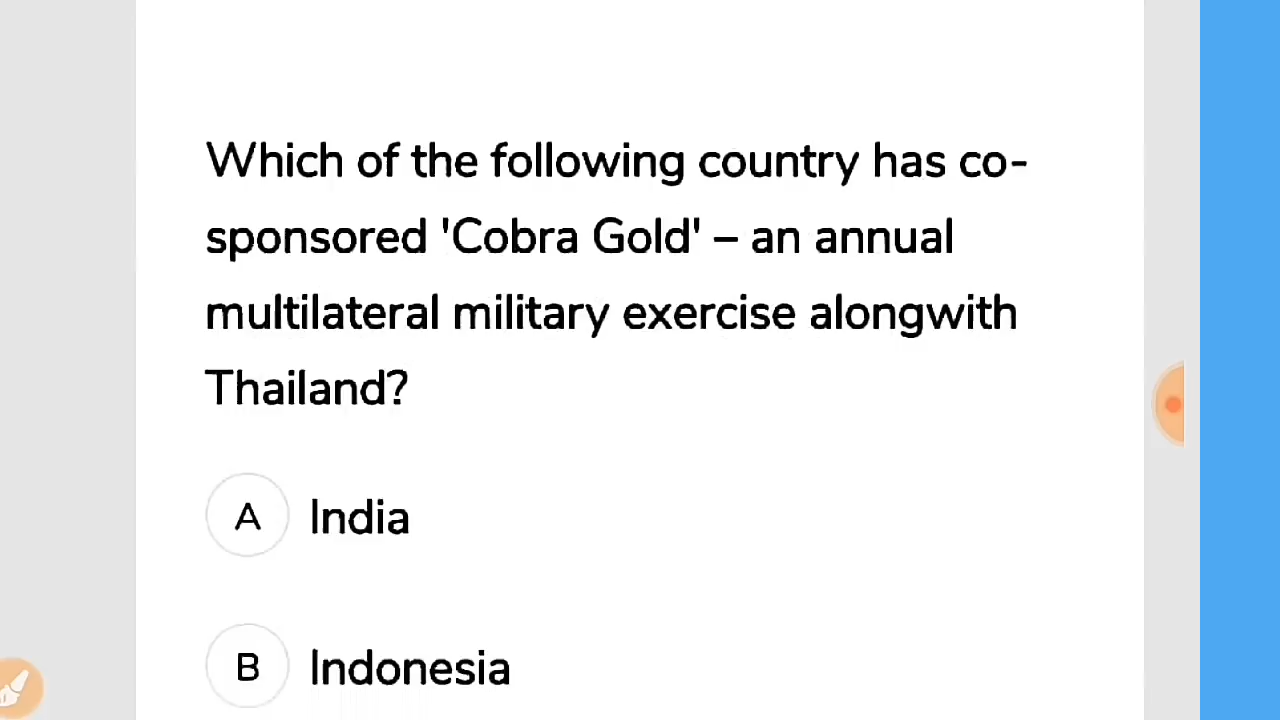 Which of the following country has co-
sponsored 'Cobra Gold' – an annual
multilateral military exercise alongwith
Thailand?
A India
B Indonesia